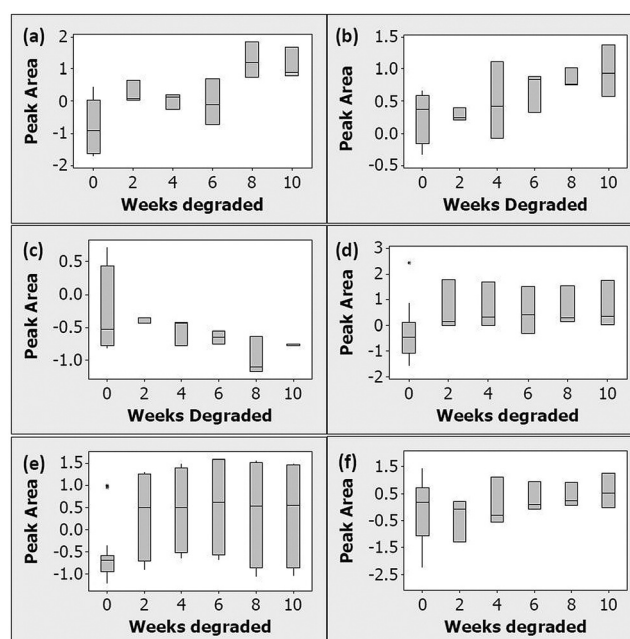 (a)
Peak Area
2
1
0
-1
-2
0 2 4 6 8 10
Weeks degraded
(b)
Peak Area
1.5
1.0
0.5
0.0
-0.5
0 2 4 6 8 10
Weeks Degraded
(c)
Peak Area
0.5
0.0
-0.5
-1.0
0 2 4 6 8 10
Weeks Degraded
(d)
Peak Area
3
2
1
0
-1
-2
0 2 4 6 8 10
Weeks degraded
(e)
Peak Area
1.5
1.0
0.5
0.0
-0.5
-1.0
0 2 4 6 8 10
Weeks degraded
(f)
Peak Area
1.5
0.5
-0.5
-1.5
-2.5
0 2 4 6 8 10
Weeks degraded